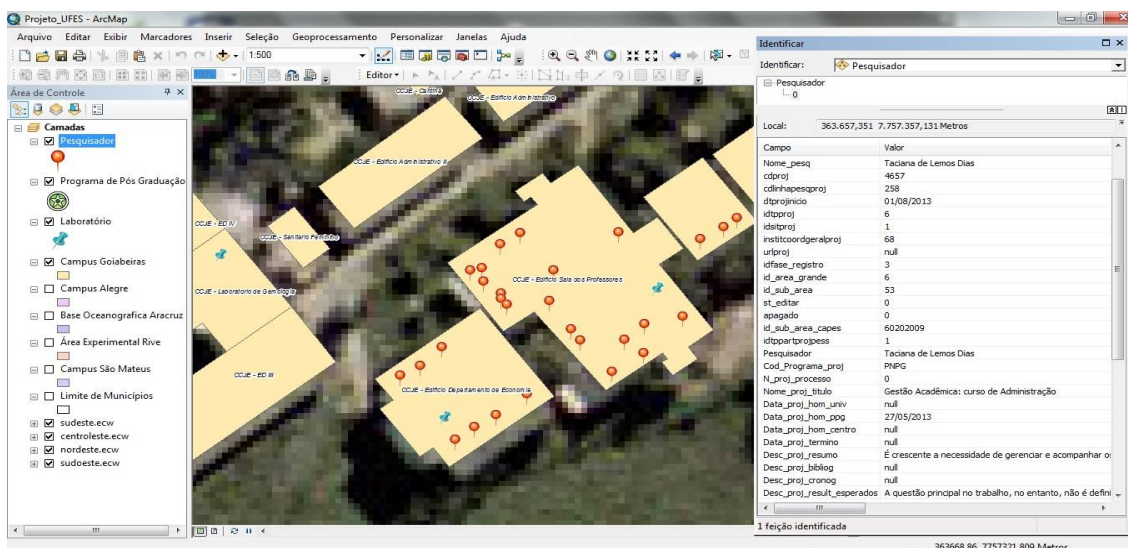 Projeto_UFES - ArcMap
Arquivo Editar Exibir Marcadores Inserir Seleção Geoprocessamento Personalizar Janelas Ajuda
1:500
100%
Editor
Área de Controle
Camadas
Pesquisador
Programa de Pós Graduação
Laboratório
Campus Goiabeiras
Campus Alegre
Base Oceanografica Aracruz
Área Experimental Rive
Campus São Mateus
Limite de Municípios
sudeste.ecw
centroleste.ecw
nordeste.ecw
sudoeste.ecw
CCJE - Cantina
CCJE - Edificio Administrativo
CCJE - Edificio Administrativo II
CCJE - ED IV
CCJE - Sanitario Feminino
CCJE - Laboratorio de Gemologia
CCJE - Edificio Sala dos Professores
CCJE - ED III
CCJE - Edificio Departamento de Economia
Identificar
Identificar: Pesquisador
Pesquisador
0
Local: 363.657,351 7.757.357,131 Metros
Campo Valor
Nome_pesq Taciana de Lemos Dias
cdproj 4657
cdlinhapesqproj 258
dtprojinicio 01/08/2013
idtpproj 6
idsitproj 1
institcoordgeralproj 68
urlproj null
idfase_registro 3
id_area_grande 6
id_sub_area 53
st_editar 0
apagado 0
id_sub_area_capes 60202009
idtppartprojpess 1
Pesquisador Taciana de Lemos Dias
Cod_Programa_proj PNPG
N_proj_processo 0
Nome_proj_titulo Gestão Acadêmica: curso de Administração
Data_proj_hom_univ null
Data_proj_hom_ppg 27/05/2013
Data_proj_hom_centro null
Data_proj_termino null
Desc_proj_resumo É crescente a necessidade de gerenciar e acompanhar o
Desc_proj_bibliog null
Desc_proj_cronog null
Desc_proj_result_esperados A questão principal no trabalho, no entanto, não é defini
1 feição identificada
363668,86 7757321,809 Metros